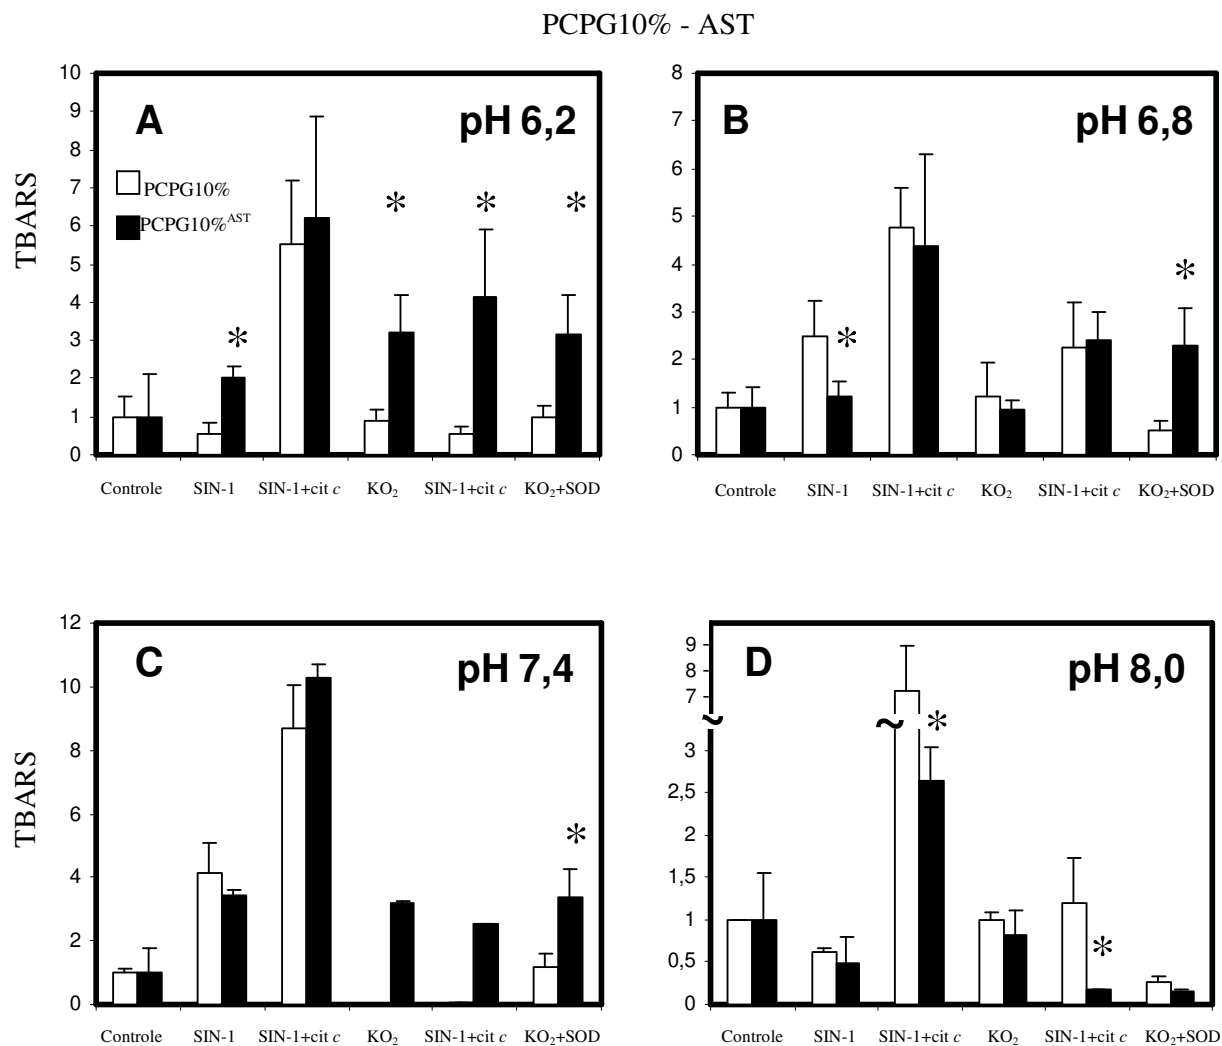 PCPG10% - AST
TBARS
10
9
8
7
6
5
4
3
2
1
0
A
pH 6,2
PCPG10%
PCPG10%AST
*
*
*
*
Controle SIN-1 SIN-1+cit c KO2 SIN-1+cit c KO2+SOD
8
7
6
5
4
3
2
1
0
B
pH 6,8
*
*
Controle SIN-1 SIN-1+cit c KO2 SIN-1+cit c KO2+SOD
TBARS
12
10
8
6
4
2
0
C
pH 7,4
*
Controle SIN-1 SIN-1+cit c KO2 SIN-1+cit c KO2+SOD
9
8
7
~
3
2,5
2
1,5
1
0,5
0
D
pH 8,0
~
*
*
Controle SIN-1 SIN-1+cit c KO2 SIN-1+cit c KO2+SOD